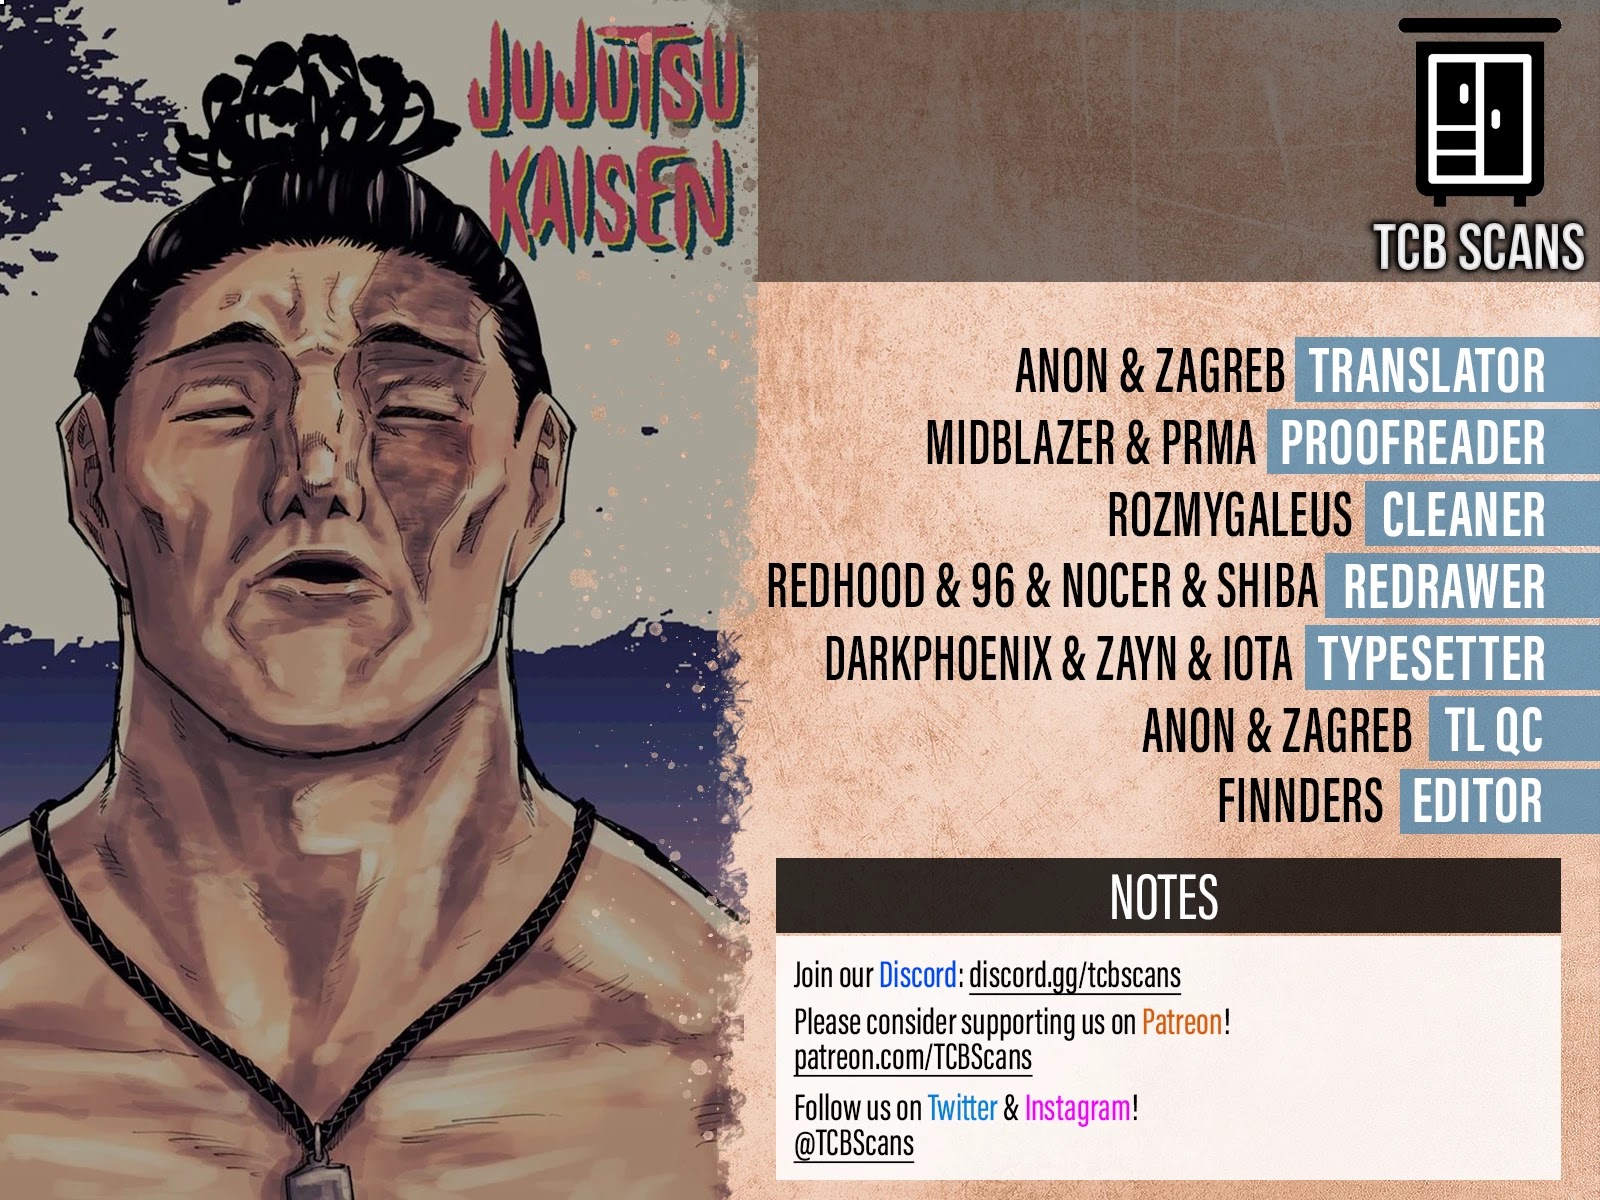 JUJUTSU
KAISEN
TCB SCANS
ANON & ZAGREB TRANSLATOR
MIDBLAZER & PRMA PROOFREADER
ROZMYGALEUS CLEANER
REDHOOD & 96 & NOCER & SHIBA REDRAWER
DARKPHOENIX & ZAYN & IOTA TYPESETTER
ANON & ZAGREB TL QC
FINNDERS EDITOR
NOTES
Join our Discord: discord.gg/tcbscans
Please consider supporting us on Patreon!
patreon.com/TCBScans
Follow us on Twitter & Instagram!
@TCBScans